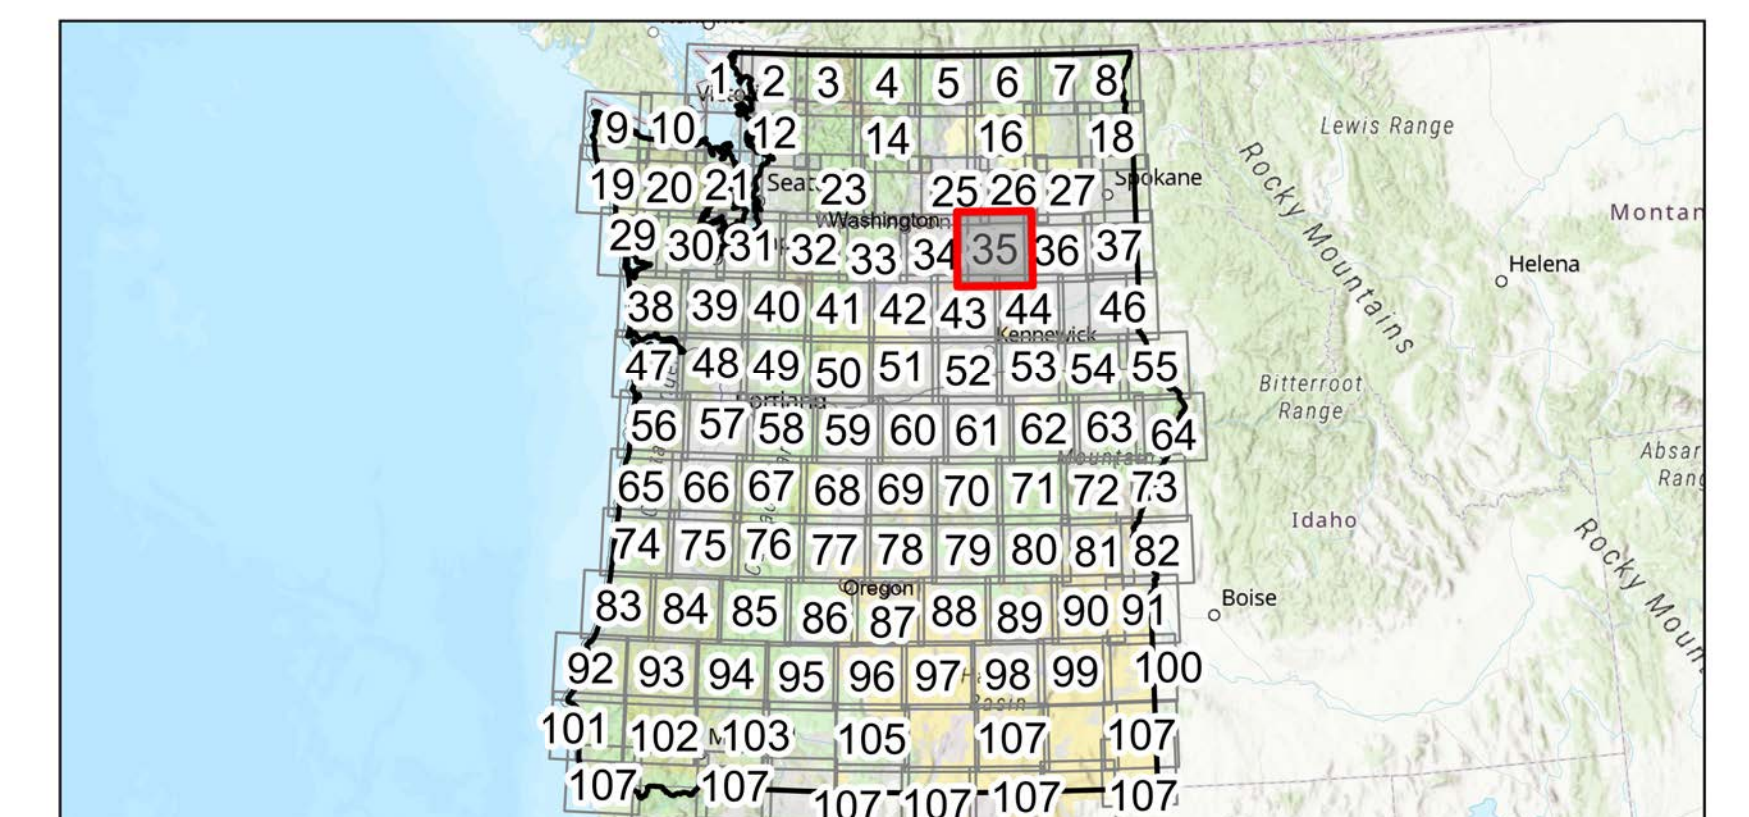 1 2 3 4 5 6 7 8
9 10 12 14 16 18
Lewis Range
19 20 21 23 25 26 27
Spokane
Washington
29 30 31 32 33 34 35 36 37
Rocky Mountains
Helena
38 39 40 41 42 43 44 46
Kennewick
47 48 49 50 51 52 53 54 55
Bitterroot
Range
Portland
56 57 58 59 60 61 62 63 64
Mountain
65 66 67 68 69 70 71 72 73
Idaho
74 75 76 77 78 79 80 81 82
Oregon
Boise
83 84 85 86 87 88 89 90 91
92 93 94 95 96 97 98 99 100
Basin
101 102 103 105 107 107
107 107 107 107 107 107